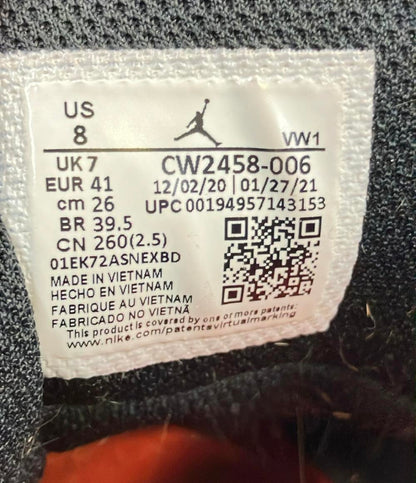 US
8
VW1
UK 7
CW2458-006
EUR 41
12/02/20 | 01/27/21
cm 26
UPC 00194957143153
BR 39.5
CN 260(2.5)
01EK72ASNEXBD
MADE IN VIETNAM
HECHO EN VIETNAM
FABRIQUE AU VIETNAM
FABRICADO NO VIETNÃ
This product is covered by one or more patents
www.nike.com/patentsvirtualmarking